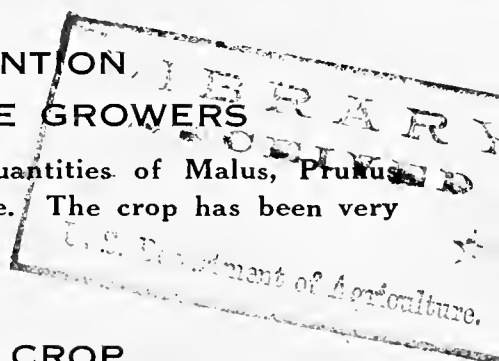 NTION
E GROWERS
LIBRARY
uantities of Malus, Prunus
RECEIVED
e. The crop has been very
U. S. Department of Agriculture.
CROP